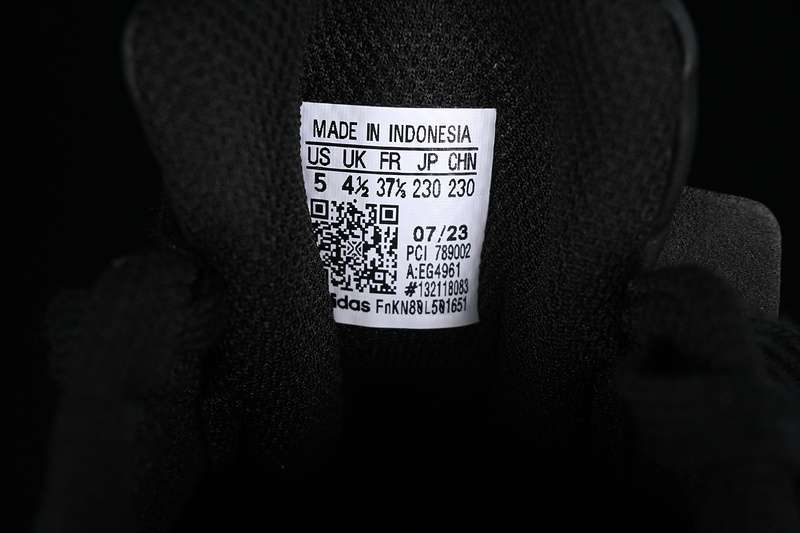 MADE IN INDONESIA
US UK FR JP CHN
5 4½ 37⅓ 230 230
07/23
PCI 789002
A:EG4961
#132118083
adidas FnKN80L501651